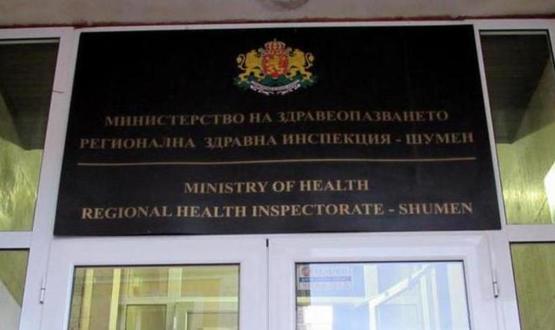 МИНИСТЕРСТВО НА ЗДРАВЕОПАЗВАНЕТО
РЕГИОНАЛНА ЗДРАВНА ИНСПЕКЦИЯ - ШУМЕН
MINISTRY OF HEALTH
REGIONAL HEALTH INSPECTORATE - SHUMEN